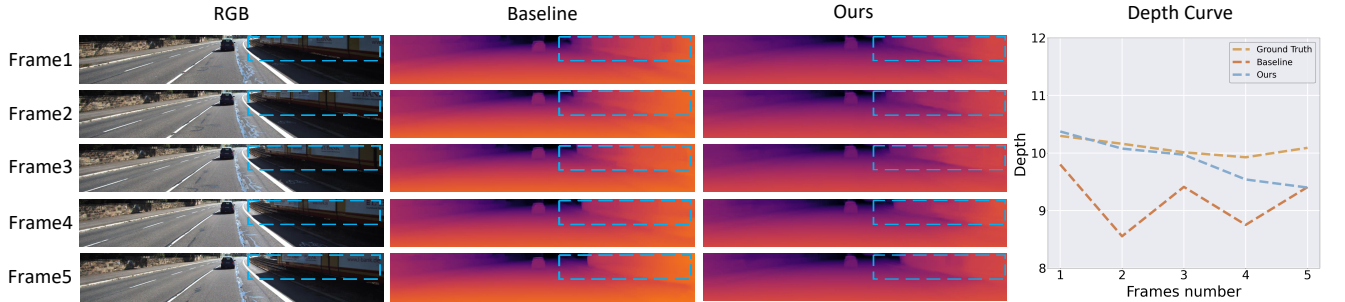 RGB Baseline Ours Depth Curve
Frame1
Frame2
Frame3
Frame4
Frame5
12
11
10
9
8
Depth
Ground Truth
Baseline
Ours
1 2 3 4 5
Frames number